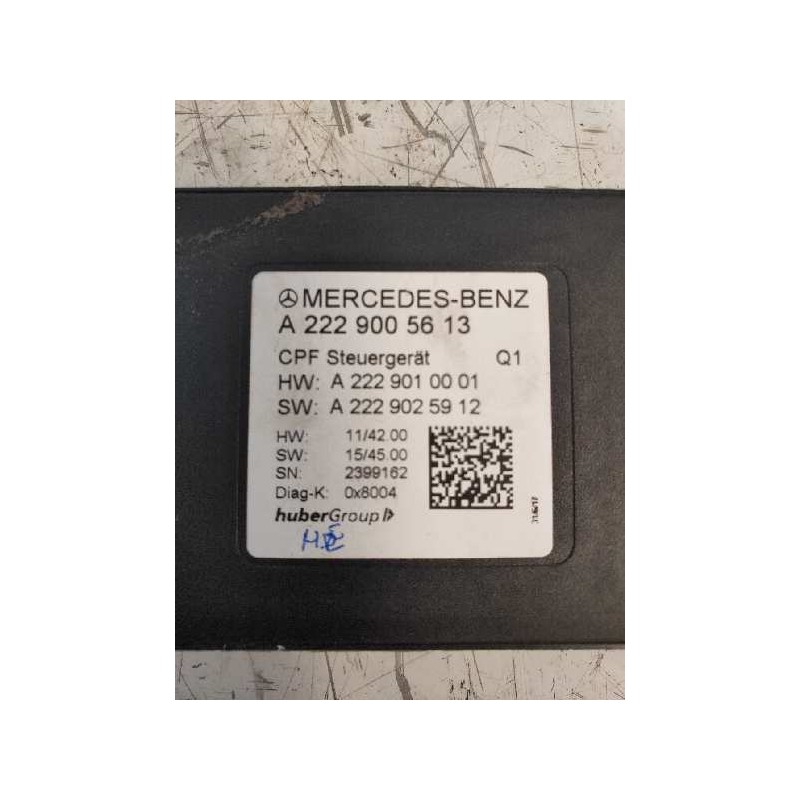 MERCEDES-BENZ
A 222 900 56 13
CPF Steuergerät Q1
HW: A 222 901 00 01
SW: A 222 902 59 12
HW: 11/42.00
SW: 15/45.00
SN: 2399162
Diag-K: 0x8004
huberGroup